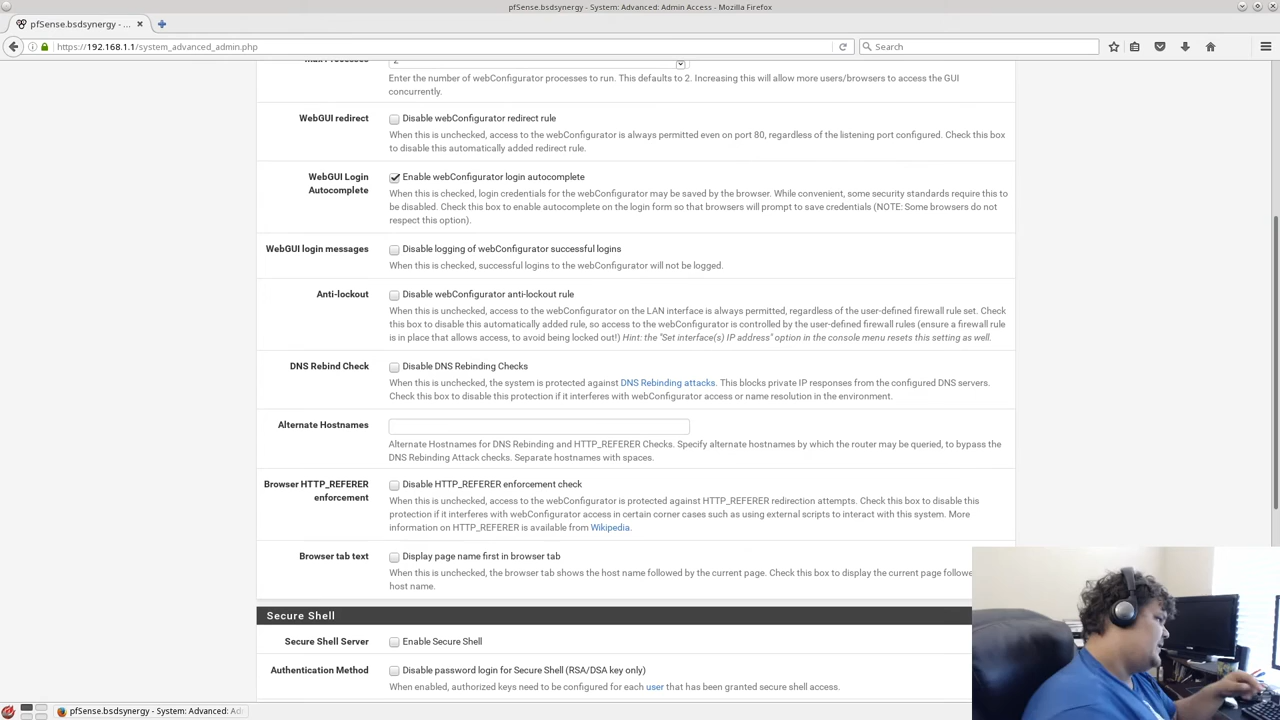 pfSense.bsdsynergy - System: Advanced: Admin Access - Mozilla Firefox
pfSense.bsdsynergy - ...
https://192.168.1.1/system_advanced_admin.php
Search
Max Processes
2
Enter the number of webConfigurator processes to run. This defaults to 2. Increasing this will allow more users/browsers to access the GUI
concurrently.
WebGUI redirect
Disable webConfigurator redirect rule
When this is unchecked, access to the webConfigurator is always permitted even on port 80, regardless of the listening port configured. Check this box
to disable this automatically added redirect rule.
WebGUI Login
Autocomplete
Enable webConfigurator login autocomplete
When this is checked, login credentials for the webConfigurator may be saved by the browser. While convenient, some security standards require this to
be disabled. Check this box to enable autocomplete on the login form so that browsers will prompt to save credentials (NOTE: Some browsers do not
respect this option).
WebGUI login messages
Disable logging of webConfigurator successful logins
When this is checked, successful logins to the webConfigurator will not be logged.
Anti-lockout
Disable webConfigurator anti-lockout rule
When this is unchecked, access to the webConfigurator on the LAN interface is always permitted, regardless of the user-defined firewall rule set. Check
this box to disable this automatically added rule, so access to the webConfigurator is controlled by the user-defined firewall rules (ensure a firewall rule
is in place that allows access, to avoid being locked out!) Hint: the "Set interface(s) IP address" option in the console menu resets this setting as well.
DNS Rebind Check
Disable DNS Rebinding Checks
When this is unchecked, the system is protected against DNS Rebinding attacks. This blocks private IP responses from the configured DNS servers.
Check this box to disable this protection if it interferes with webConfigurator access or name resolution in the environment.
Alternate Hostnames
Alternate Hostnames for DNS Rebinding and HTTP_REFERER Checks. Specify alternate hostnames by which the router may be queried, to bypass the
DNS Rebinding Attack checks. Separate hostnames with spaces.
Browser HTTP_REFERER
enforcement
Disable HTTP_REFERER enforcement check
When this is unchecked, access to the webConfigurator is protected against HTTP_REFERER redirection attempts. Check this box to disable this
protection if it interferes with webConfigurator access in certain corner cases such as using external scripts to interact with this system. More
information on HTTP_REFERER is available from Wikipedia.
Browser tab text
Display page name first in browser tab
When this is unchecked, the browser tab shows the host name followed by the current page. Check this box to display the current page followe
host name.
Secure Shell
Secure Shell Server
Enable Secure Shell
Authentication Method
Disable password login for Secure Shell (RSA/DSA key only)
When enabled, authorized keys need to be configured for each user that has been granted secure shell access.
pfSense.bsdsynergy - System: Advanced: Ad